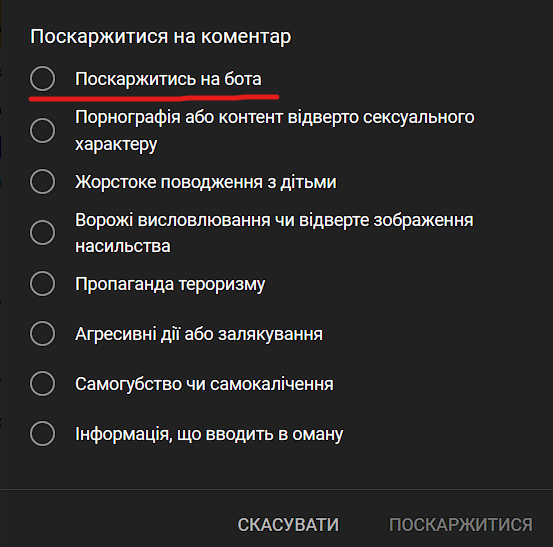 Поскаржитися на коментар
Поскаржитись на бота
Порнографія або контент відверто сексуального
характеру
Жорстоке поводження з дітьми
Ворожі висловлювання чи відверте зображення
насильства
Пропаганда тероризму
Агресивні дії або залякування
Самогубство чи самокалічення
Інформація, що вводить в оману
СКАСУВАТИ ПОСКАРЖИТИСЯ